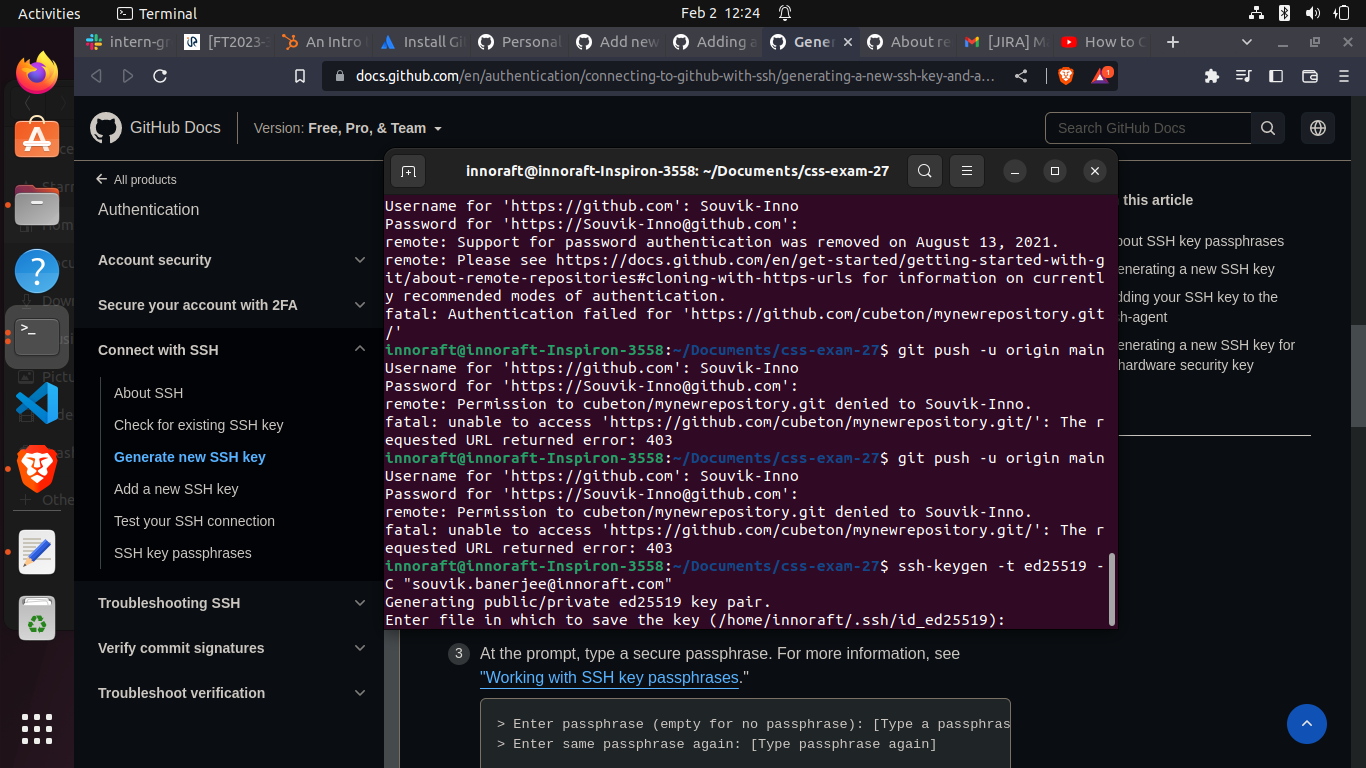 Activities
Terminal
Feb 2 12:24
intern-gr
[FT2023-
An Intro
Install Gi
Personal
Add new
Adding a
Gener
About re
[JIRA] M
How to
docs.github.com/en/authentication/connecting-to-github-with-ssh/generating-a-new-ssh-key-and-a...
1
GitHub Docs
Version: Free, Pro, & Team
Search GitHub Docs
All products
Authentication
Account security
Secure your account with 2FA
Connect with SSH
About SSH
Check for existing SSH key
Generate new SSH key
Add a new SSH key
Test your SSH connection
SSH key passphrases
Troubleshooting SSH
Verify commit signatures
Troubleshoot verification
innoraft@innoraft-Inspiron-3558: ~/Documents/css-exam-27
Username for 'https://github.com': Souvik-Inno
Password for 'https://Souvik-Inno@github.com':
remote: Support for password authentication was removed on August 13, 2021.
remote: Please see https://docs.github.com/en/get-started/getting-started-with-g
it/about-remote-repositories#cloning-with-https-urls for information on currentl
y recommended modes of authentication.
fatal: Authentication failed for 'https://github.com/cubeton/mynewrepository.git
/'
innoraft@innoraft-Inspiron-3558:~/Documents/css-exam-27$ git push -u origin main
Username for 'https://github.com': Souvik-Inno
Password for 'https://Souvik-Inno@github.com':
remote: Permission to cubeton/mynewrepository.git denied to Souvik-Inno.
fatal: unable to access 'https://github.com/cubeton/mynewrepository.git/': The r
equested URL returned error: 403
innoraft@innoraft-Inspiron-3558:~/Documents/css-exam-27$ git push -u origin main
Username for 'https://github.com': Souvik-Inno
Password for 'https://Souvik-Inno@github.com':
remote: Permission to cubeton/mynewrepository.git denied to Souvik-Inno.
fatal: unable to access 'https://github.com/cubeton/mynewrepository.git/': The r
equested URL returned error: 403
innoraft@innoraft-Inspiron-3558:~/Documents/css-exam-27$ ssh-keygen -t ed25519 -
C "souvik.banerjee@innoraft.com"
Generating public/private ed25519 key pair.
Enter file in which to save the key (/home/innoraft/.ssh/id_ed25519):
this article
bout SSH key passphrases
enerating a new SSH key
dding your SSH key to the
sh-agent
enerating a new SSH key for
hardware security key
3 At the prompt, type a secure passphrase. For more information, see
"Working with SSH key passphrases."
> Enter passphrase (empty for no passphrase): [Type a passphras
> Enter same passphrase again: [Type passphrase again]